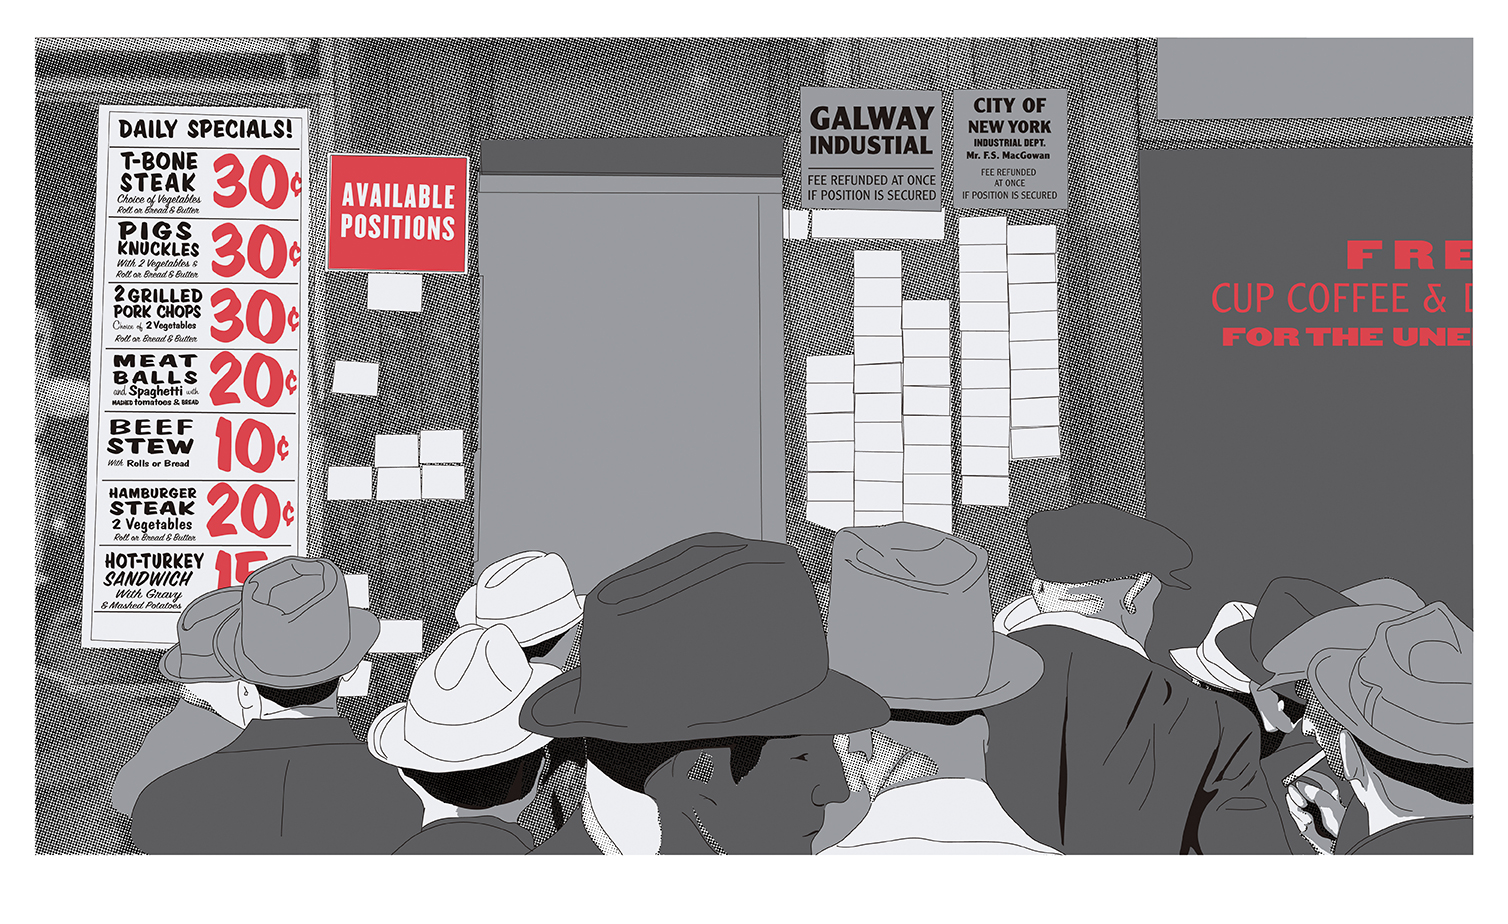 DAILY SPECIALS!
T-BONE
STEAK
Choice of Vegetables
Roll or Bread & Butter
30¢
PIGS
KNUCKLES
With 2 Vegetables &
Roll or Bread & Butter
30¢
2 GRILLED
PORK CHOPS
Choice of 2 Vegetables
Roll or Bread & Butter
30¢
MEAT
BALLS
and Spaghetti with
tomatoes & BREAD
20¢
BEEF
STEW
With Rolls or Bread
10¢
HAMBURGER
STEAK
2 Vegetables
Roll or Bread & Butter
20¢
HOT-TURKEY
SANDWICH
With Gravy
& Mashed Potatoes
15
AVAILABLE
POSITIONS
GALWAY
INDUSTIAL
FEE REFUNDED AT ONCE
IF POSITION IS SECURED
CITY OF
NEW YORK
INDUSTRIAL DEPT.
Mr. F.S. MacGowan
FEE REFUNDED
AT ONCE
IF POSITION IS SECURED
FRE
CUP COFFEE & D
FOR THE UNE